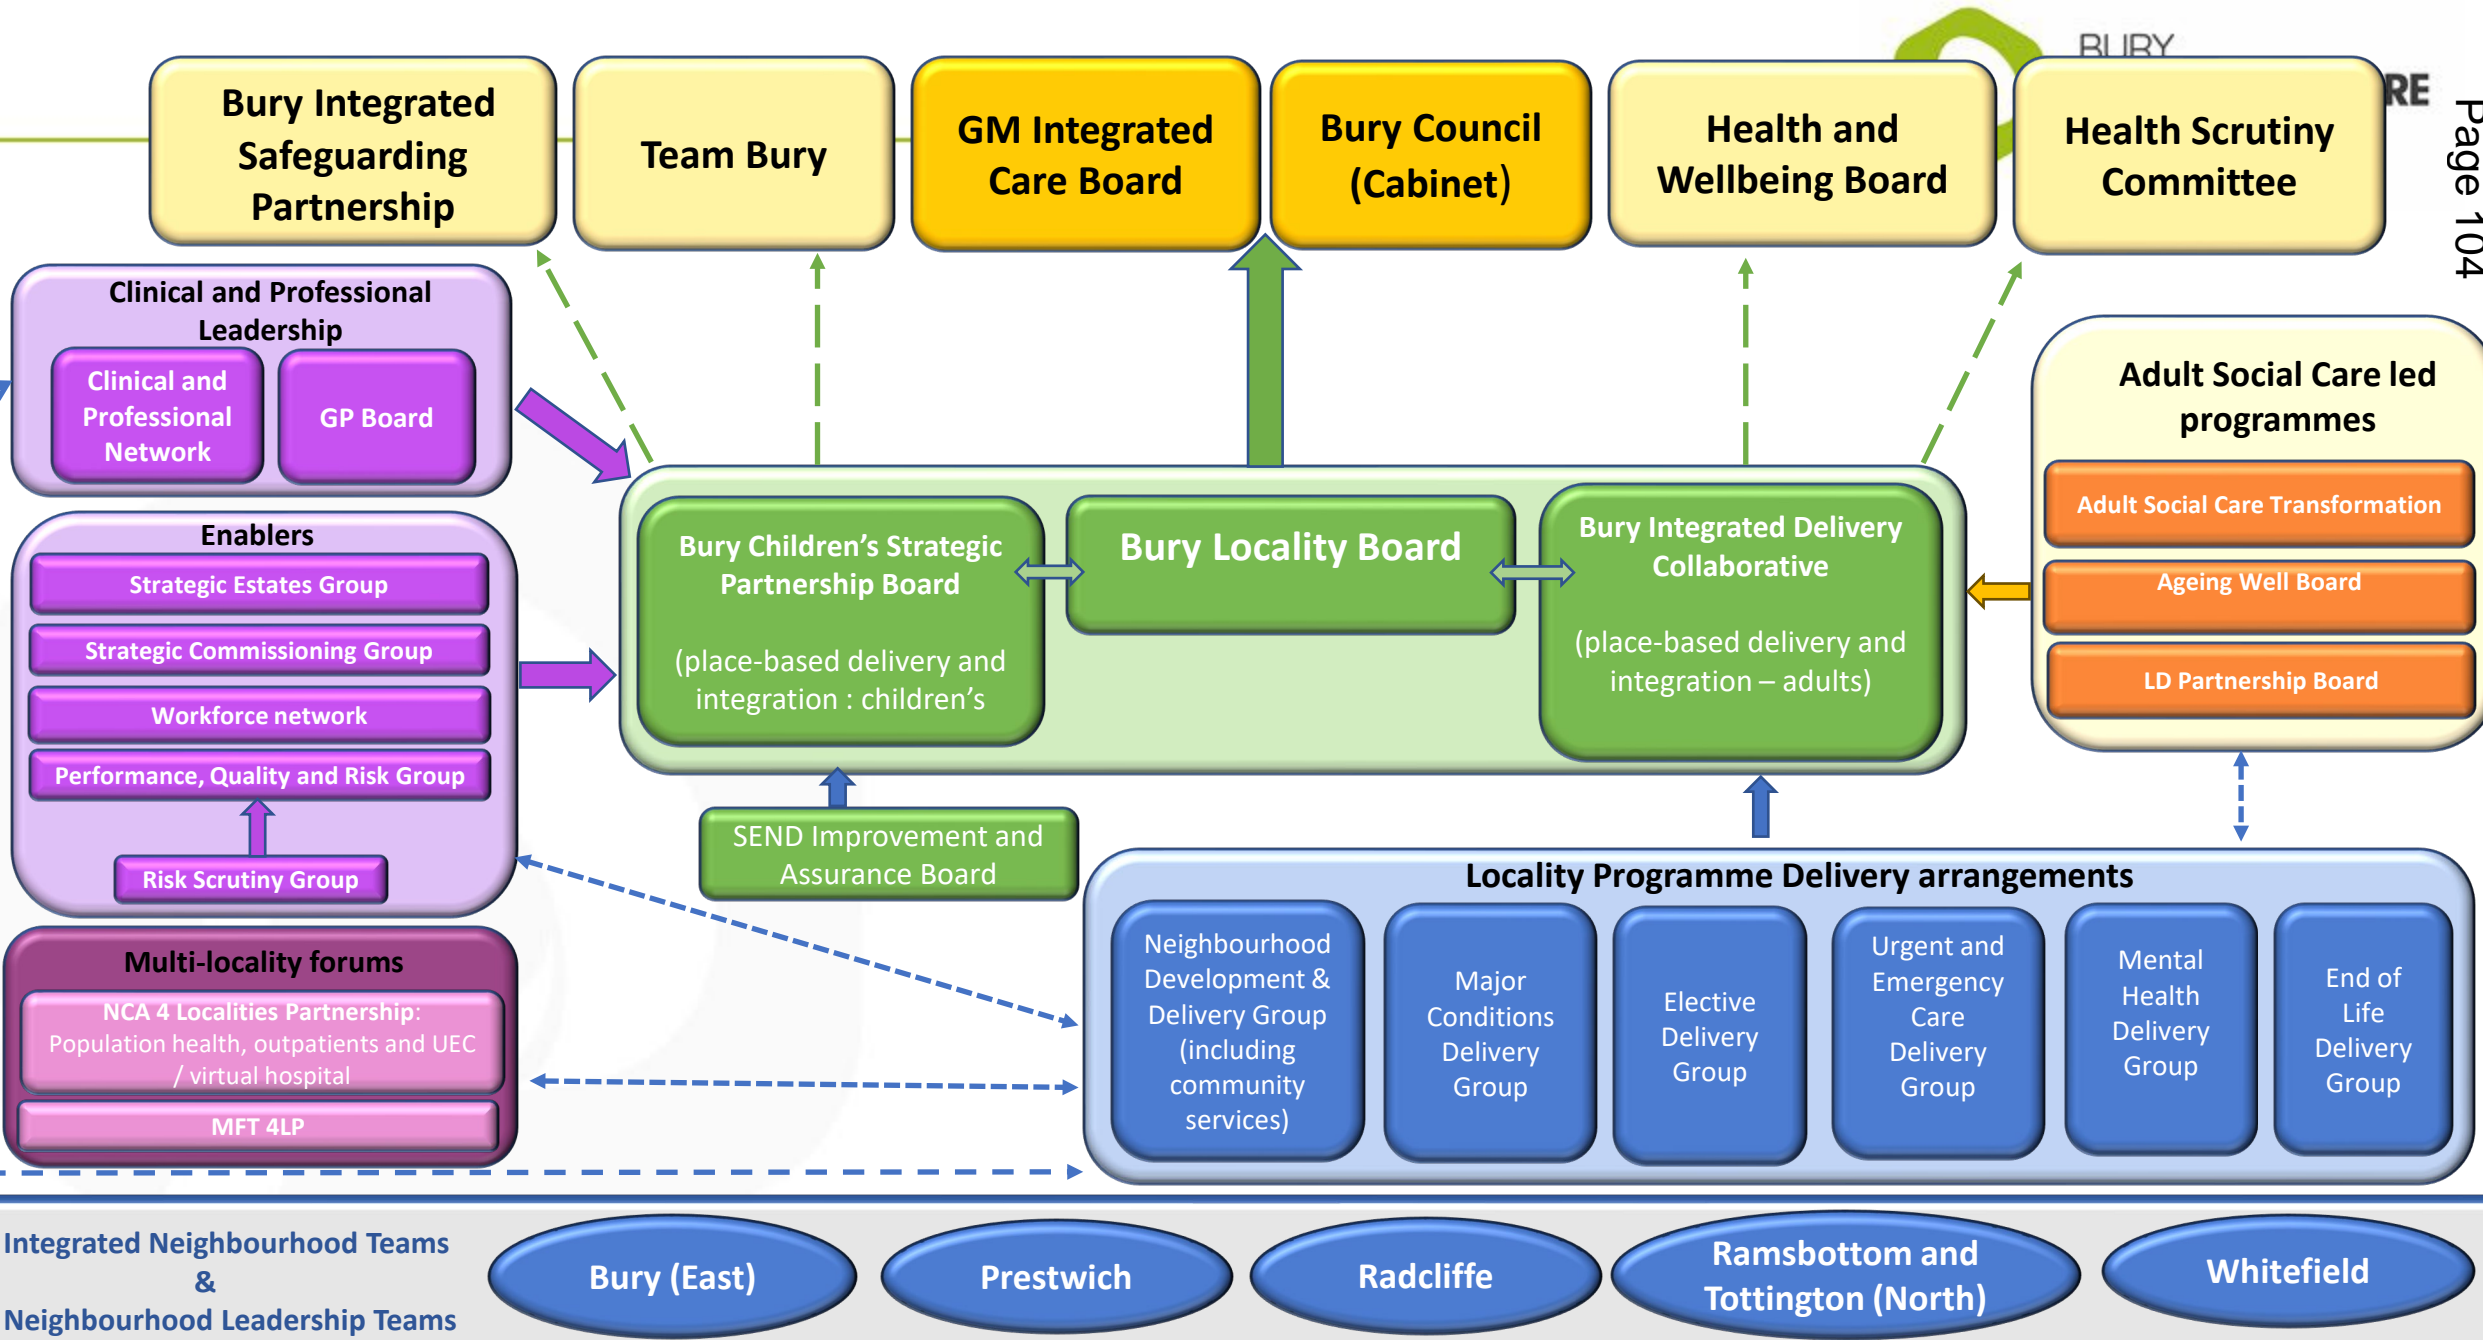 BURY
RE
Page 104
Bury Integrated
Safeguarding
Partnership
Team Bury
GM Integrated
Care Board
Bury Council
(Cabinet)
Health and
Wellbeing Board
Health Scrutiny
Committee
Clinical and Professional
Leadership
Clinical and
Professional
Network
GP Board
Enablers
Strategic Estates Group
Strategic Commissioning Group
Workforce network
Performance, Quality and Risk Group
Risk Scrutiny Group
Multi-locality forums
NCA 4 Localities Partnership:
Population health, outpatients and UEC
/ virtual hospital
MFT 4LP
Bury Children's Strategic
Partnership Board
(place-based delivery and
integration : children's
Bury Locality Board
Bury Integrated Delivery
Collaborative
(place-based delivery and
integration – adults)
SEND Improvement and
Assurance Board
Adult Social Care led
programmes
Adult Social Care Transformation
Ageing Well Board
LD Partnership Board
Locality Programme Delivery arrangements
Neighbourhood
Development &
Delivery Group
(including
community
services)
Major
Conditions
Delivery
Group
Elective
Delivery
Group
Urgent and
Emergency
Care
Delivery
Group
Mental
Health
Delivery
Group
End of
Life
Delivery
Group
Integrated Neighbourhood Teams
&
Neighbourhood Leadership Teams
Bury (East)
Prestwich
Radcliffe
Ramsbottom and
Tottington (North)
Whitefield